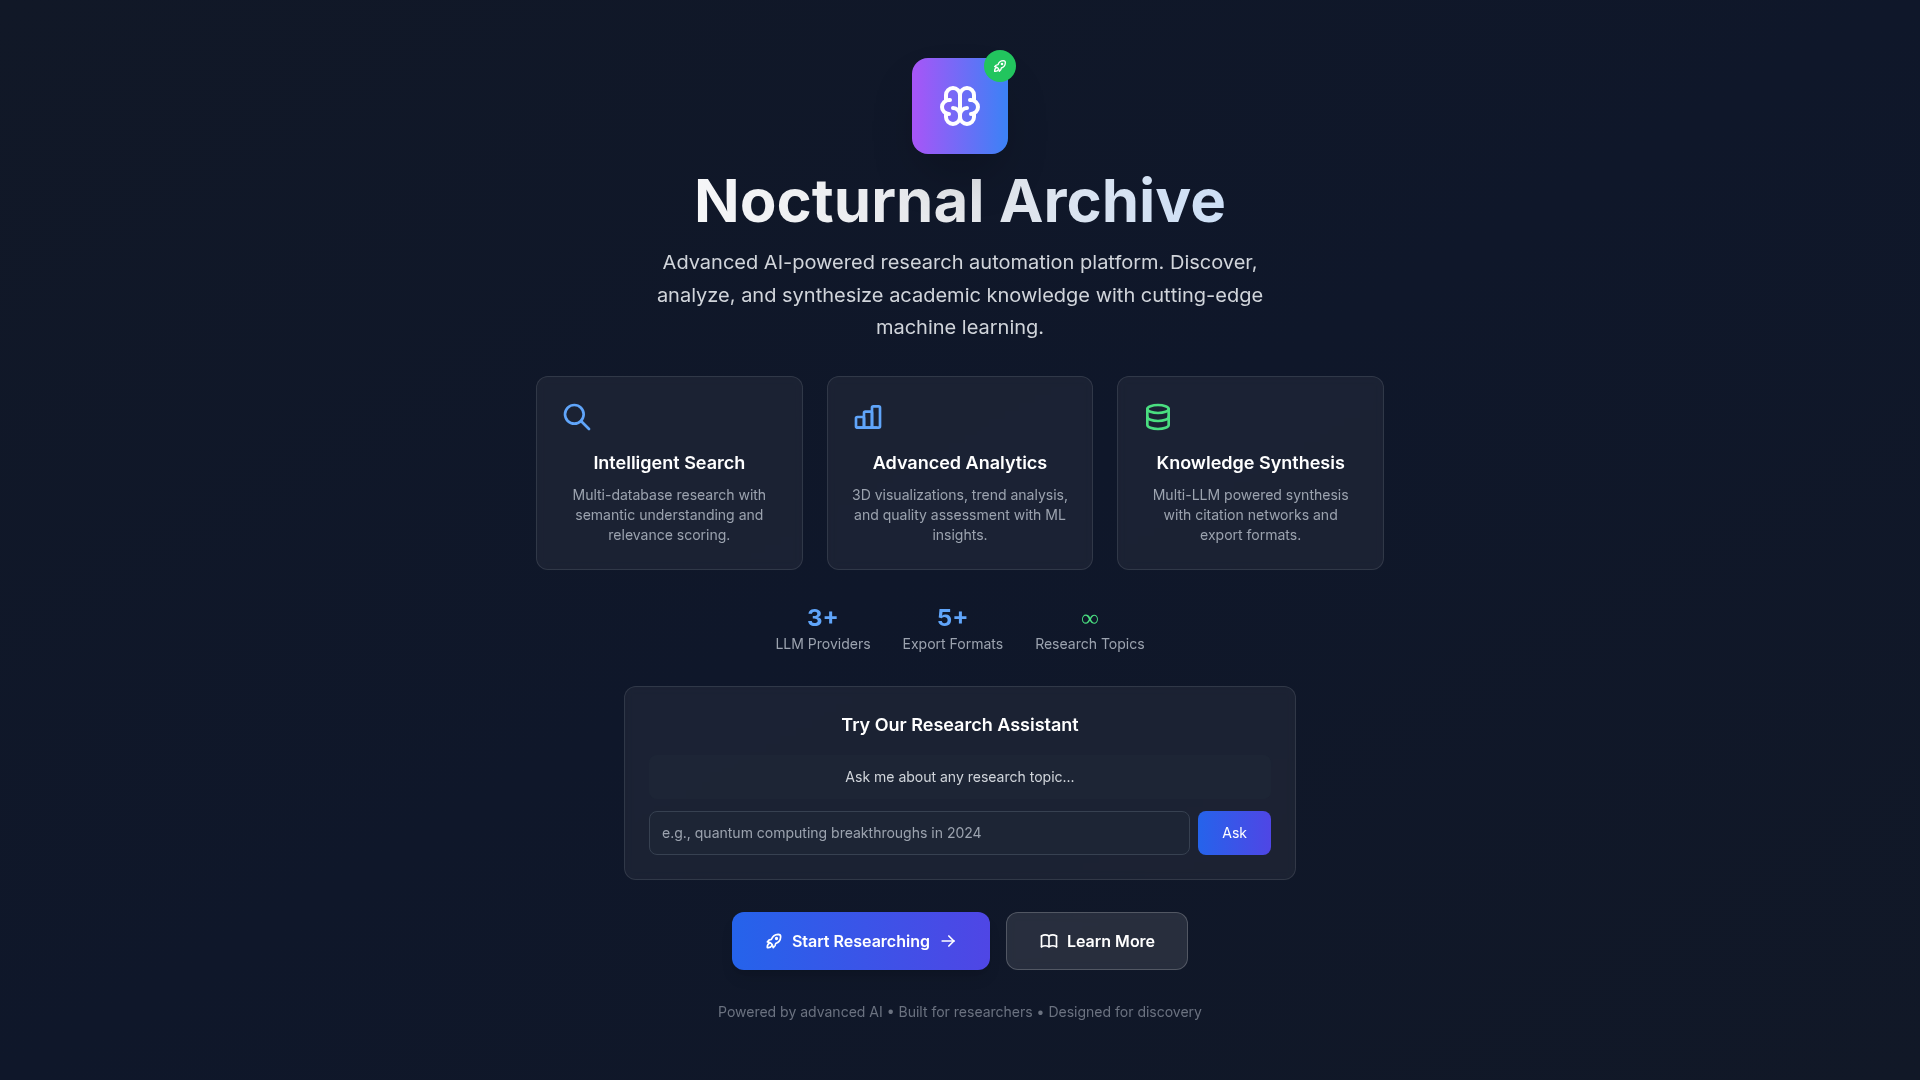 Nocturnal Archive
Advanced AI-powered research automation platform. Discover,
analyze, and synthesize academic knowledge with cutting-edge
machine learning.
Intelligent Search
Multi-database research with
semantic understanding and
relevance scoring.
Advanced Analytics
3D visualizations, trend analysis,
and quality assessment with ML
insights.
Knowledge Synthesis
Multi-LLM powered synthesis
with citation networks and
export formats.
3+
LLM Providers
5+
Export Formats
∞
Research Topics
Try Our Research Assistant
Ask me about any research topic...
e.g., quantum computing breakthroughs in 2024
Ask
Start Researching
Learn More
Powered by advanced AI • Built for researchers • Designed for discovery